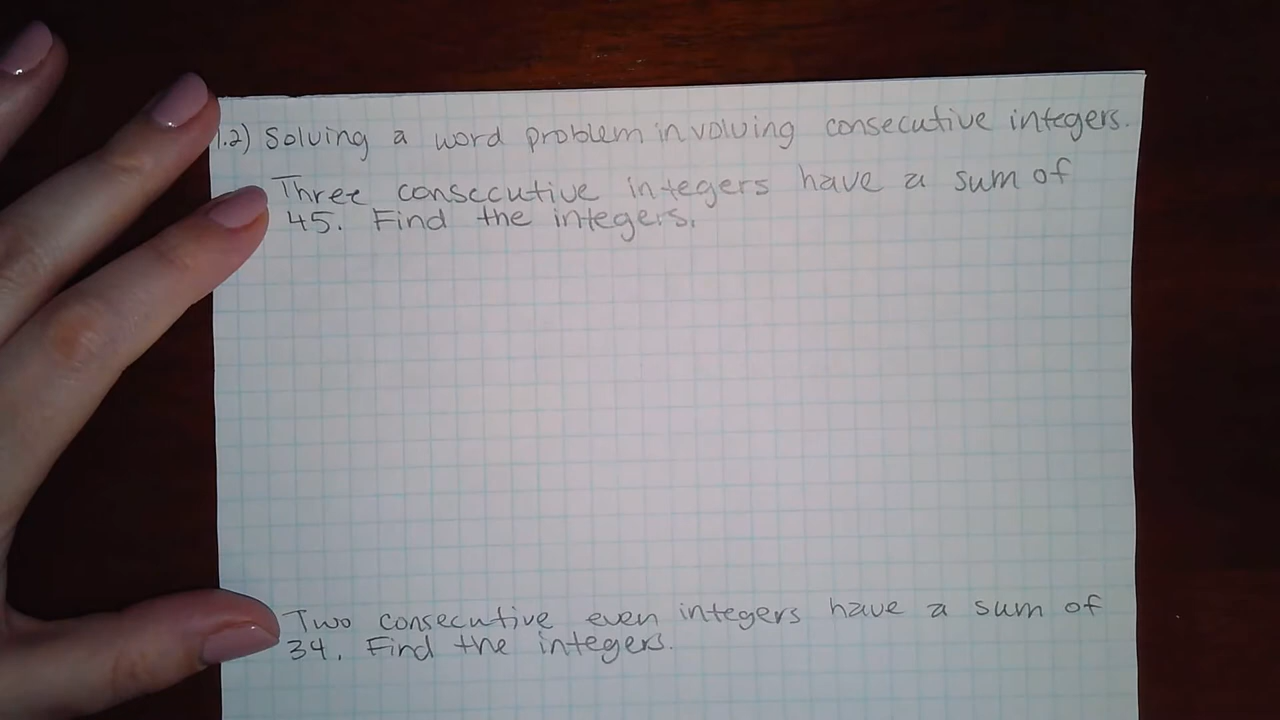 1.2) Solving a word problem involving consecutive integers.
Three consecutive integers have a sum of
45. Find the integers.
Two consecutive even integers have a sum of
34. Find the integers.